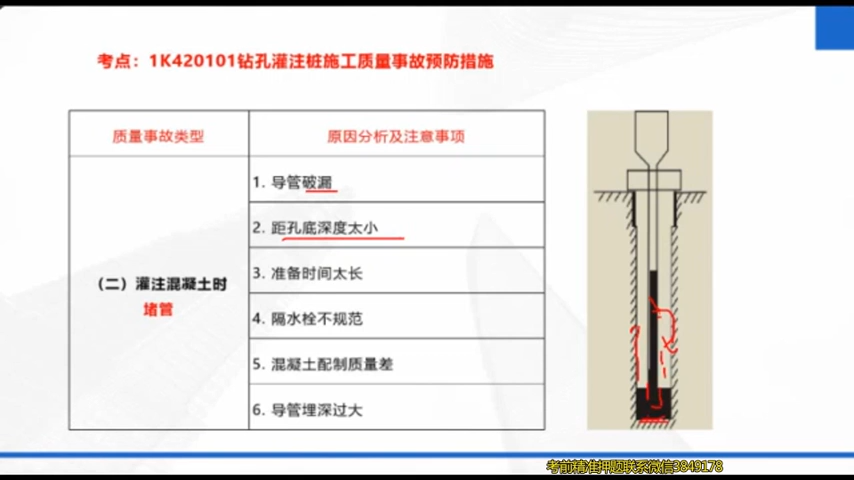 考点：1K420101钻孔灌注桩施工质量事故预防措施
质量事故类型
原因分析及注意事项
（二）灌注混凝土时
堵管
1. 导管破漏
2. 距孔底深度太小
3. 准备时间太长
4. 隔水栓不规范
5. 混凝土配制质量差
6. 导管埋深过大
考前精准押题联系微信3849178